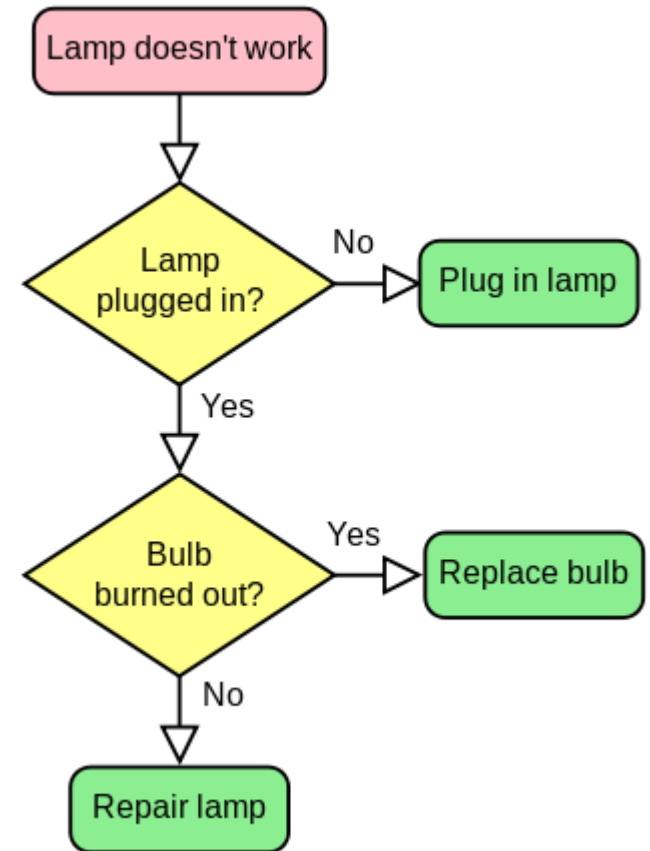 Lamp doesn't work
Lamp
plugged in?
No
Plug in lamp
Yes
Bulb
burned out?
Yes
Replace bulb
No
Repair lamp